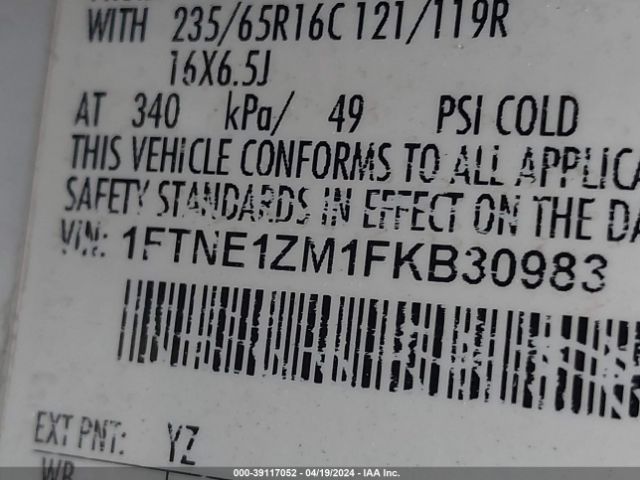 WITH 235/65R16C 121/119R
16X6.5J
AT 340 kPa/ 49 PSI COLD
THIS VEHICLE CONFORMS TO ALL APPLICA
SAFETY STANDARDS IN EFFECT ON THE DA
VIN: 1FTNE1ZM1FKB30983
EXT PNT: YZ
WB
000-39117052 - 04/19/2024 - IAA Inc.